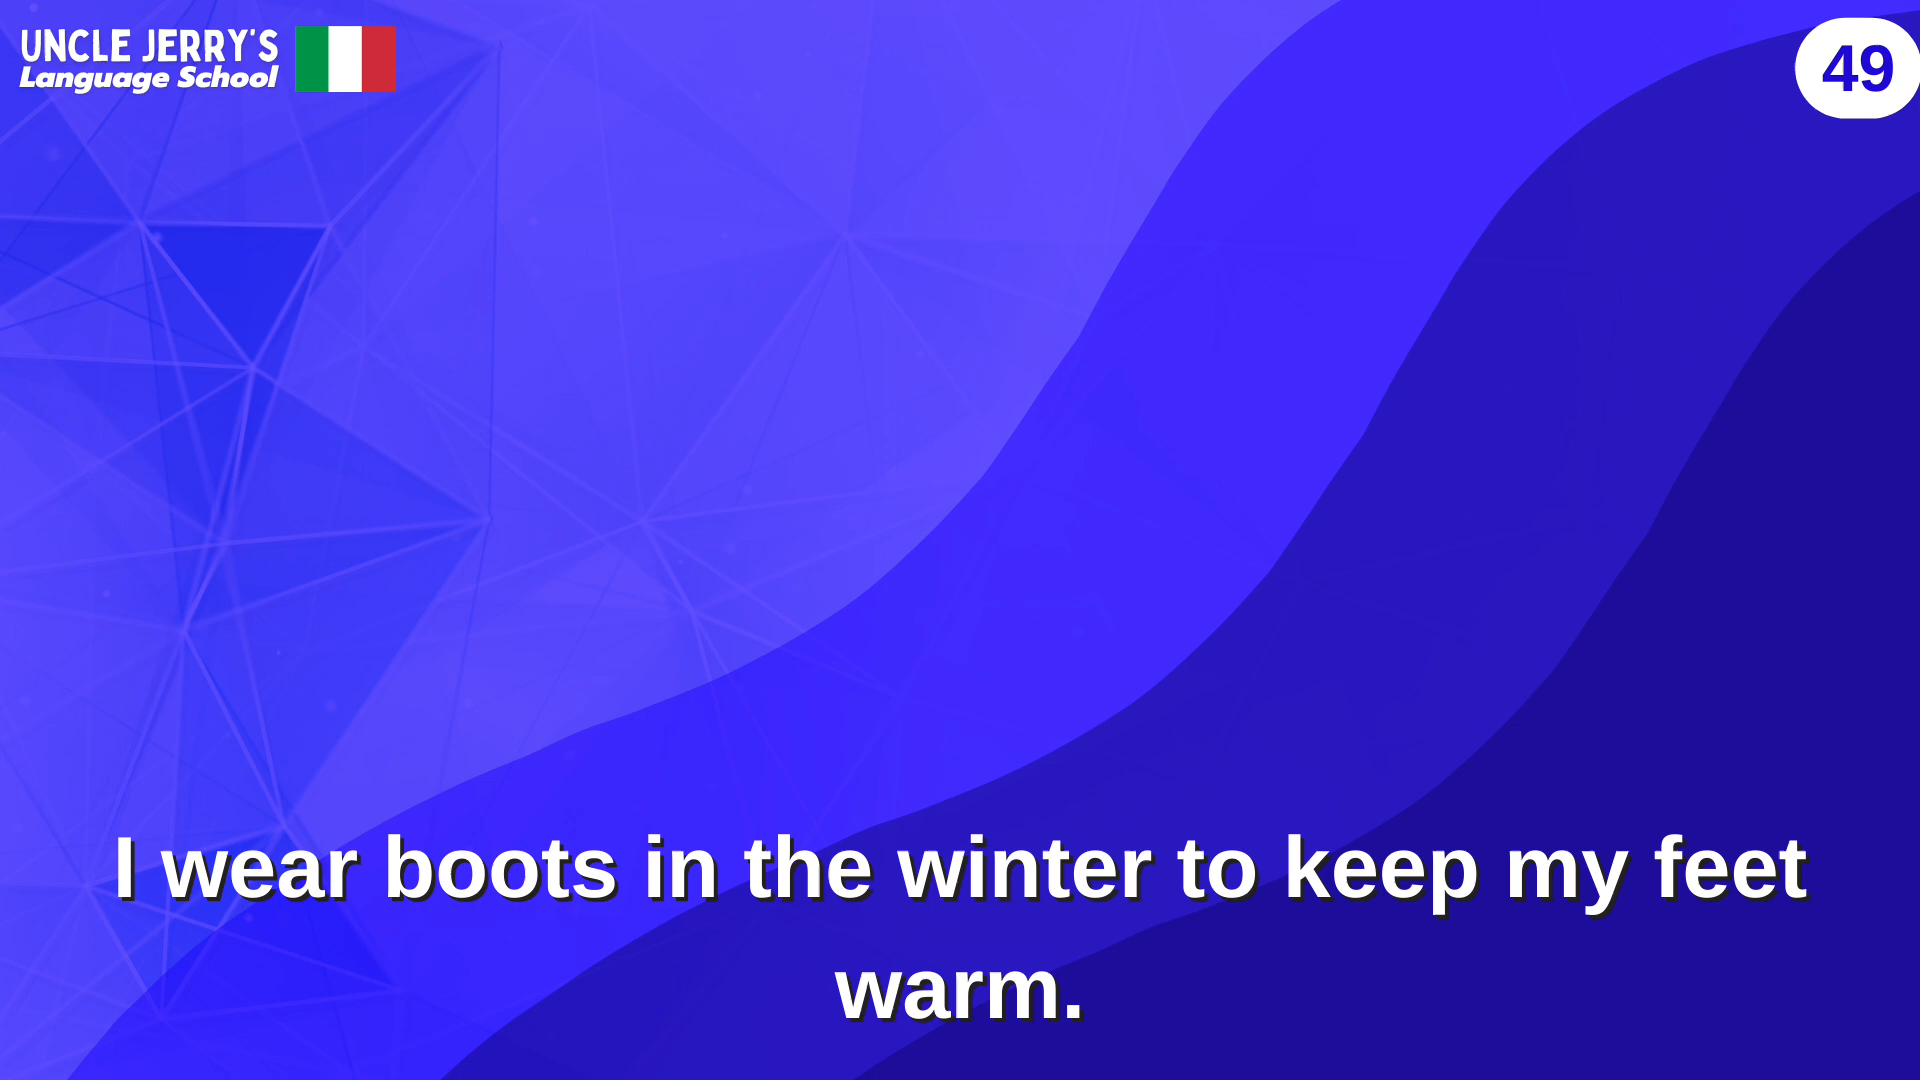 UNCLE JERRY'S
Language School
49
I wear boots in the winter to keep my feet
warm.